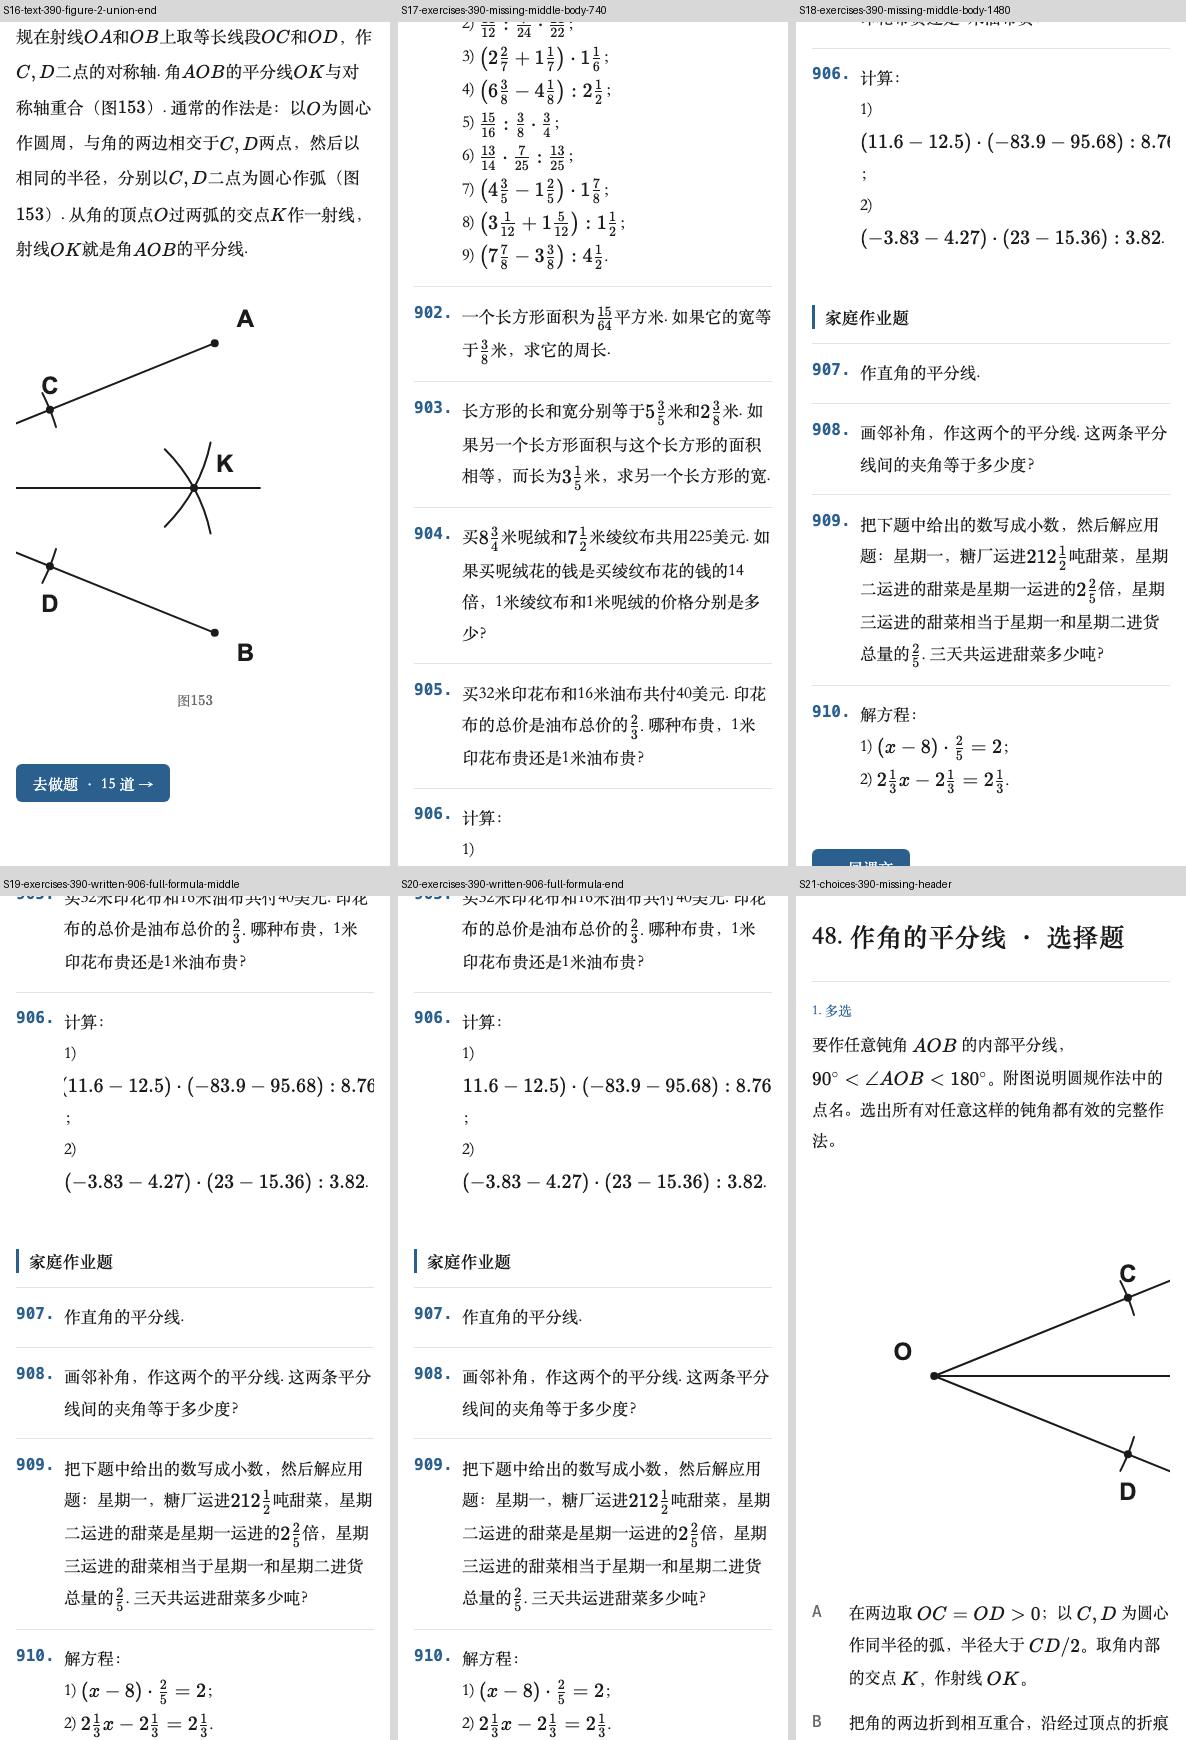 S16-text-390-figure-2-union-end
规在射线OA和OB上取等长线段OC和OD，作
C, D二点的对称轴. 角AOB的平分线OK与对
称轴重合（图153）. 通常的作法是：以O为圆心
作圆周，与角的两边相交于C, D两点，然后以
相同的半径，分别以C, D二点为圆心作弧（图
153）. 从角的顶点O过两弧的交点K作一射线，
射线OK就是角AOB的平分线.
A
C
K
D
B
图153
去做题 · 15 道 →
S17-exercises-390-missing-middle-body-740
3) (2 2/7 + 1 1/7) · 1 1/6;
4) (6 3/8 − 4 1/8) : 2 1/2;
5) 15/16 : 3/8 · 3/4;
6) 13/14 · 7/25 : 13/25;
7) (4 3/5 − 1 2/5) · 1 7/8;
8) (3 1/12 + 1 5/12) : 1 1/2;
9) (7 7/8 − 3 3/8) : 4 1/2.
902. 一个长方形面积为15/64平方米. 如果它的宽等
于3/8米，求它的周长.
903. 长方形的长和宽分别等于5 3/5米和2 3/8米. 如
果另一个长方形面积与这个长方形的面积
相等，而长为3 1/5米，求另一个长方形的宽.
904. 买8 3/4米呢绒和7 1/2米绫纹布共用225美元. 如
果买呢绒花的钱是买绫纹布花的钱的14
倍，1米绫纹布和1米呢绒的价格分别是多
少?
905. 买32米印花布和16米油布共付40美元. 印花
布的总价是油布总价的2/3. 哪种布贵，1米
印花布贵还是1米油布贵?
906. 计算：
1)
S18-exercises-390-missing-middle-body-1480
906. 计算：
1)
(11.6 − 12.5) · (−83.9 − 95.68) : 8.76
;
2)
(−3.83 − 4.27) · (23 − 15.36) : 3.82.
家庭作业题
907. 作直角的平分线.
908. 画邻补角，作这两个的平分线. 这两条平分
线间的夹角等于多少度?
909. 把下题中给出的数写成小数，然后解应用
题：星期一，糖厂运进212 1/2吨甜菜，星期
二运进的甜菜是星期一运进的2 2/5倍，星期
三运进的甜菜相当于星期一和星期二进货
总量的2/5. 三天共运进甜菜多少吨?
910. 解方程：
1) (x − 8) · 2/5 = 2;
2) 2 1/3x − 2 1/3 = 2 1/3.
S19-exercises-390-written-906-full-formula-middle
905. 买32米印花布和16米油布共付40美元. 印花
布的总价是油布总价的2/3. 哪种布贵，1米
印花布贵还是1米油布贵?
906. 计算：
1)
(11.6 − 12.5) · (−83.9 − 95.68) : 8.76
;
2)
(−3.83 − 4.27) · (23 − 15.36) : 3.82.
家庭作业题
907. 作直角的平分线.
908. 画邻补角，作这两个的平分线. 这两条平分
线间的夹角等于多少度?
909. 把下题中给出的数写成小数，然后解应用
题：星期一，糖厂运进212 1/2吨甜菜，星期
二运进的甜菜是星期一运进的2 2/5倍，星期
三运进的甜菜相当于星期一和星期二进货
总量的2/5. 三天共运进甜菜多少吨?
910. 解方程：
1) (x − 8) · 2/5 = 2;
2) 2 1/3x − 2 1/3 = 2 1/3.
S20-exercises-390-written-906-full-formula-end
905. 买32米印花布和16米油布共付40美元. 印花
布的总价是油布总价的2/3. 哪种布贵，1米
印花布贵还是1米油布贵?
906. 计算：
1)
11.6 − 12.5) · (−83.9 − 95.68) : 8.76
;
2)
(−3.83 − 4.27) · (23 − 15.36) : 3.82.
家庭作业题
907. 作直角的平分线.
908. 画邻补角，作这两个的平分线. 这两条平分
线间的夹角等于多少度?
909. 把下题中给出的数写成小数，然后解应用
题：星期一，糖厂运进212 1/2吨甜菜，星期
二运进的甜菜是星期一运进的2 2/5倍，星期
三运进的甜菜相当于星期一和星期二进货
总量的2/5. 三天共运进甜菜多少吨?
910. 解方程：
1) (x − 8) · 2/5 = 2;
2) 2 1/3x − 2 1/3 = 2 1/3.
S21-choices-390-missing-header
48. 作角的平分线 · 选择题
1. 多选
要作任意钝角 AOB 的内部平分线，
90° < ∠AOB < 180°。附图说明圆规作法中的
点名。选出所有对任意这样的钝角都有效的完整作
法。
C
O
D
A 在两边取 OC = OD > 0；以 C, D 为圆心
作同半径的弧，半径大于 CD/2。取角内部
的交点 K，作射线 OK。
B 把角的两边折到相互重合，沿经过顶点的折痕